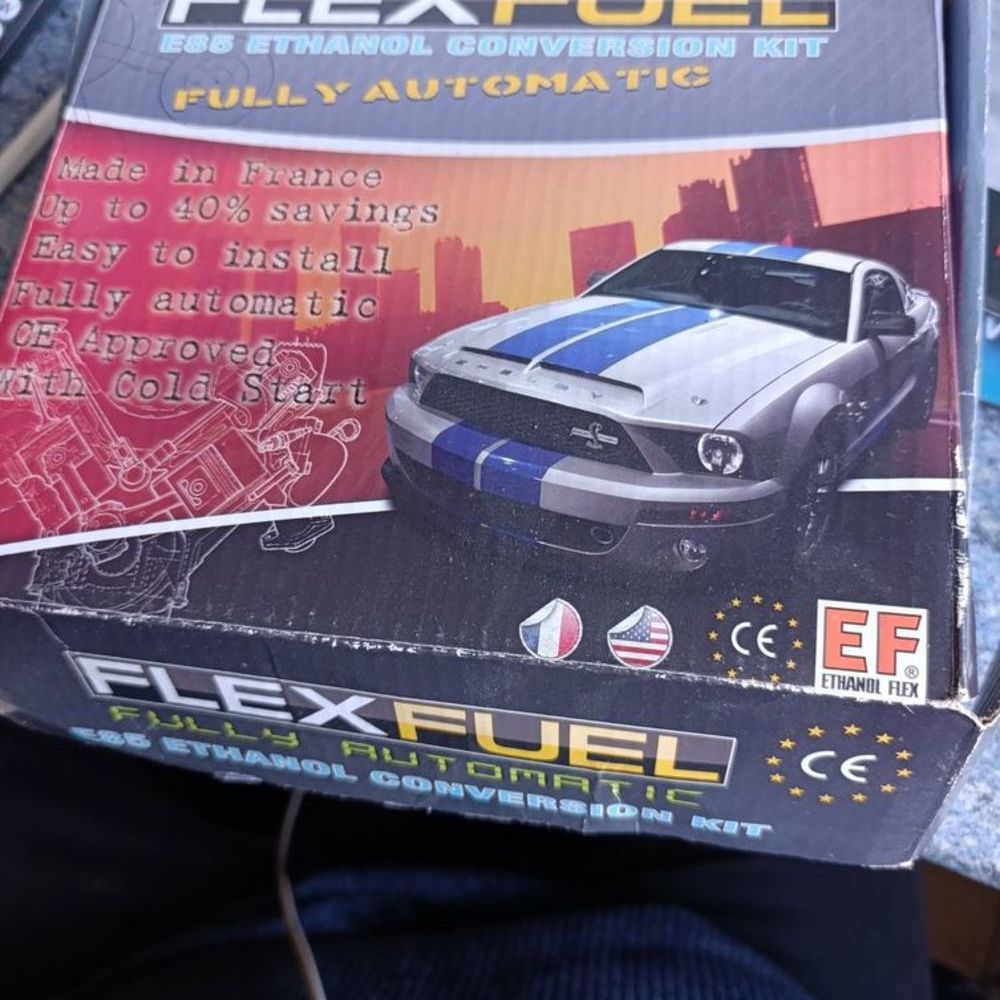 FLEXFUEL
E85 ETHANOL CONVERSION KIT
FULLY AUTOMATIC
Made in France
Up to 40% savings
Easy to install
Fully automatic
CE Approved
With Cold Start
SHELBY
CE
EF®
ETHANOL FLEX
FLEXFUEL
FULLY AUTOMATIC
E85 ETHANOL CONVERSION KIT
CE